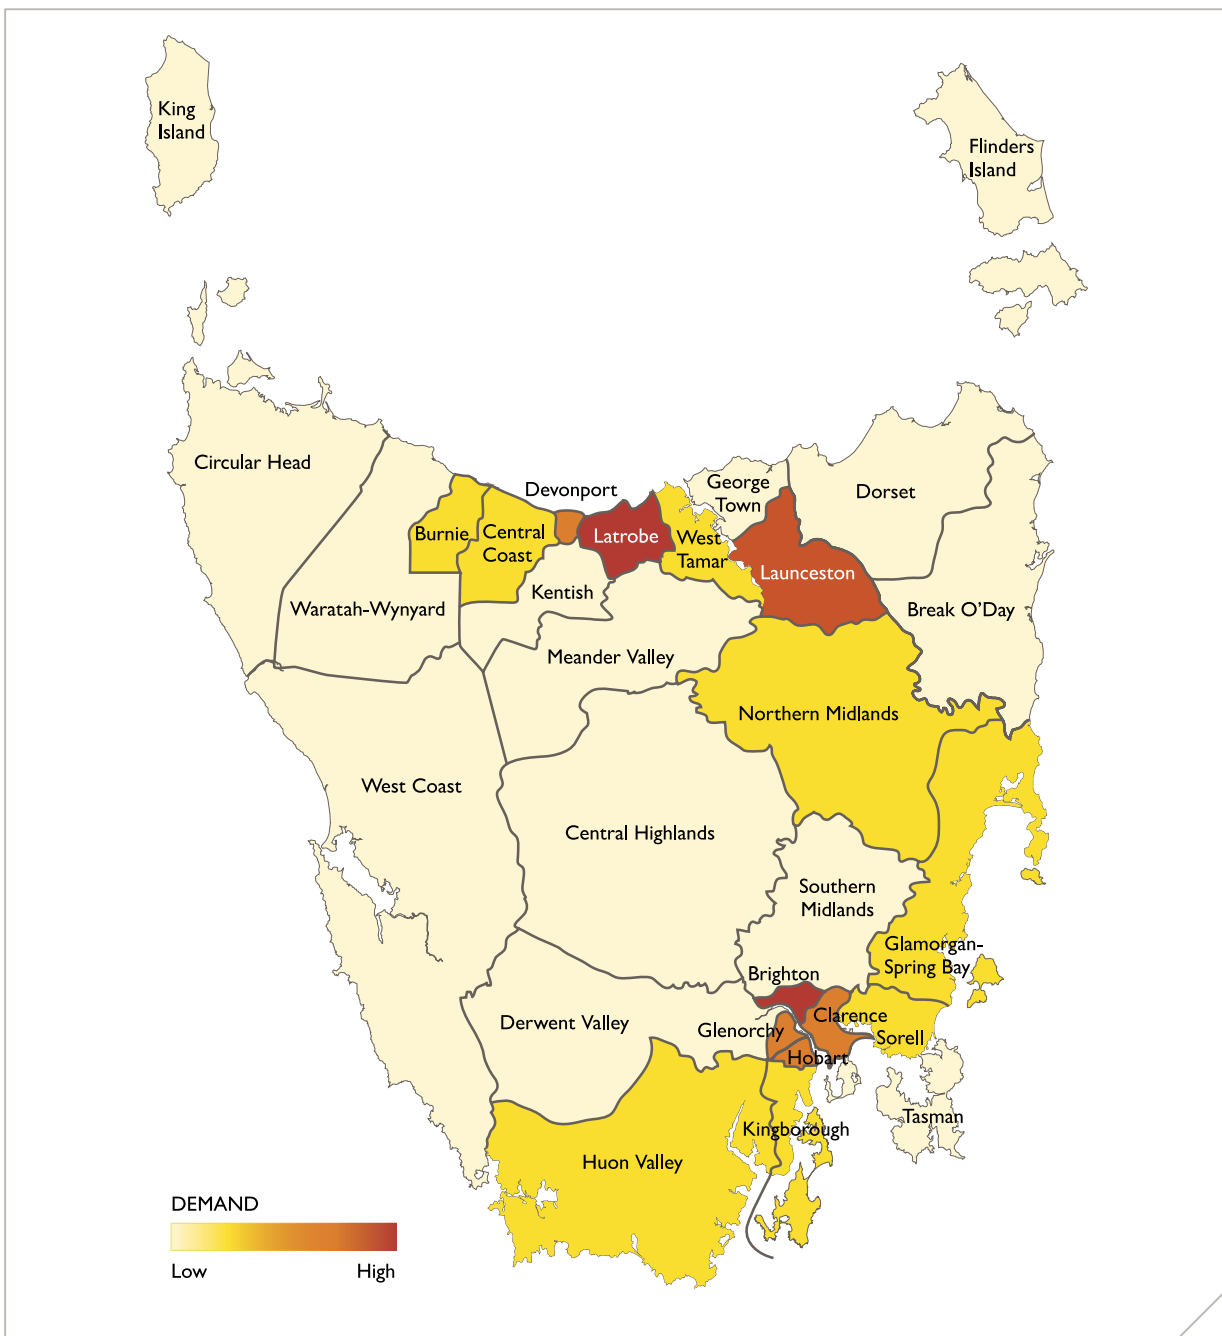 King
Island
Flinders
Island
Circular Head
Devonport
George
Town
Dorset
Burnie
Central
Coast
Latrobe
West
Tamar
Launceston
Kentish
Waratah-Wynyard
Break O'Day
Meander Valley
Northern Midlands
West Coast
Central Highlands
Southern
Midlands
Glamorgan-
Spring Bay
Brighton
Derwent Valley
Glenorchy
Clarence
Sorell
Hobart
Tasman
Kingborough
Huon Valley
DEMAND
Low
High